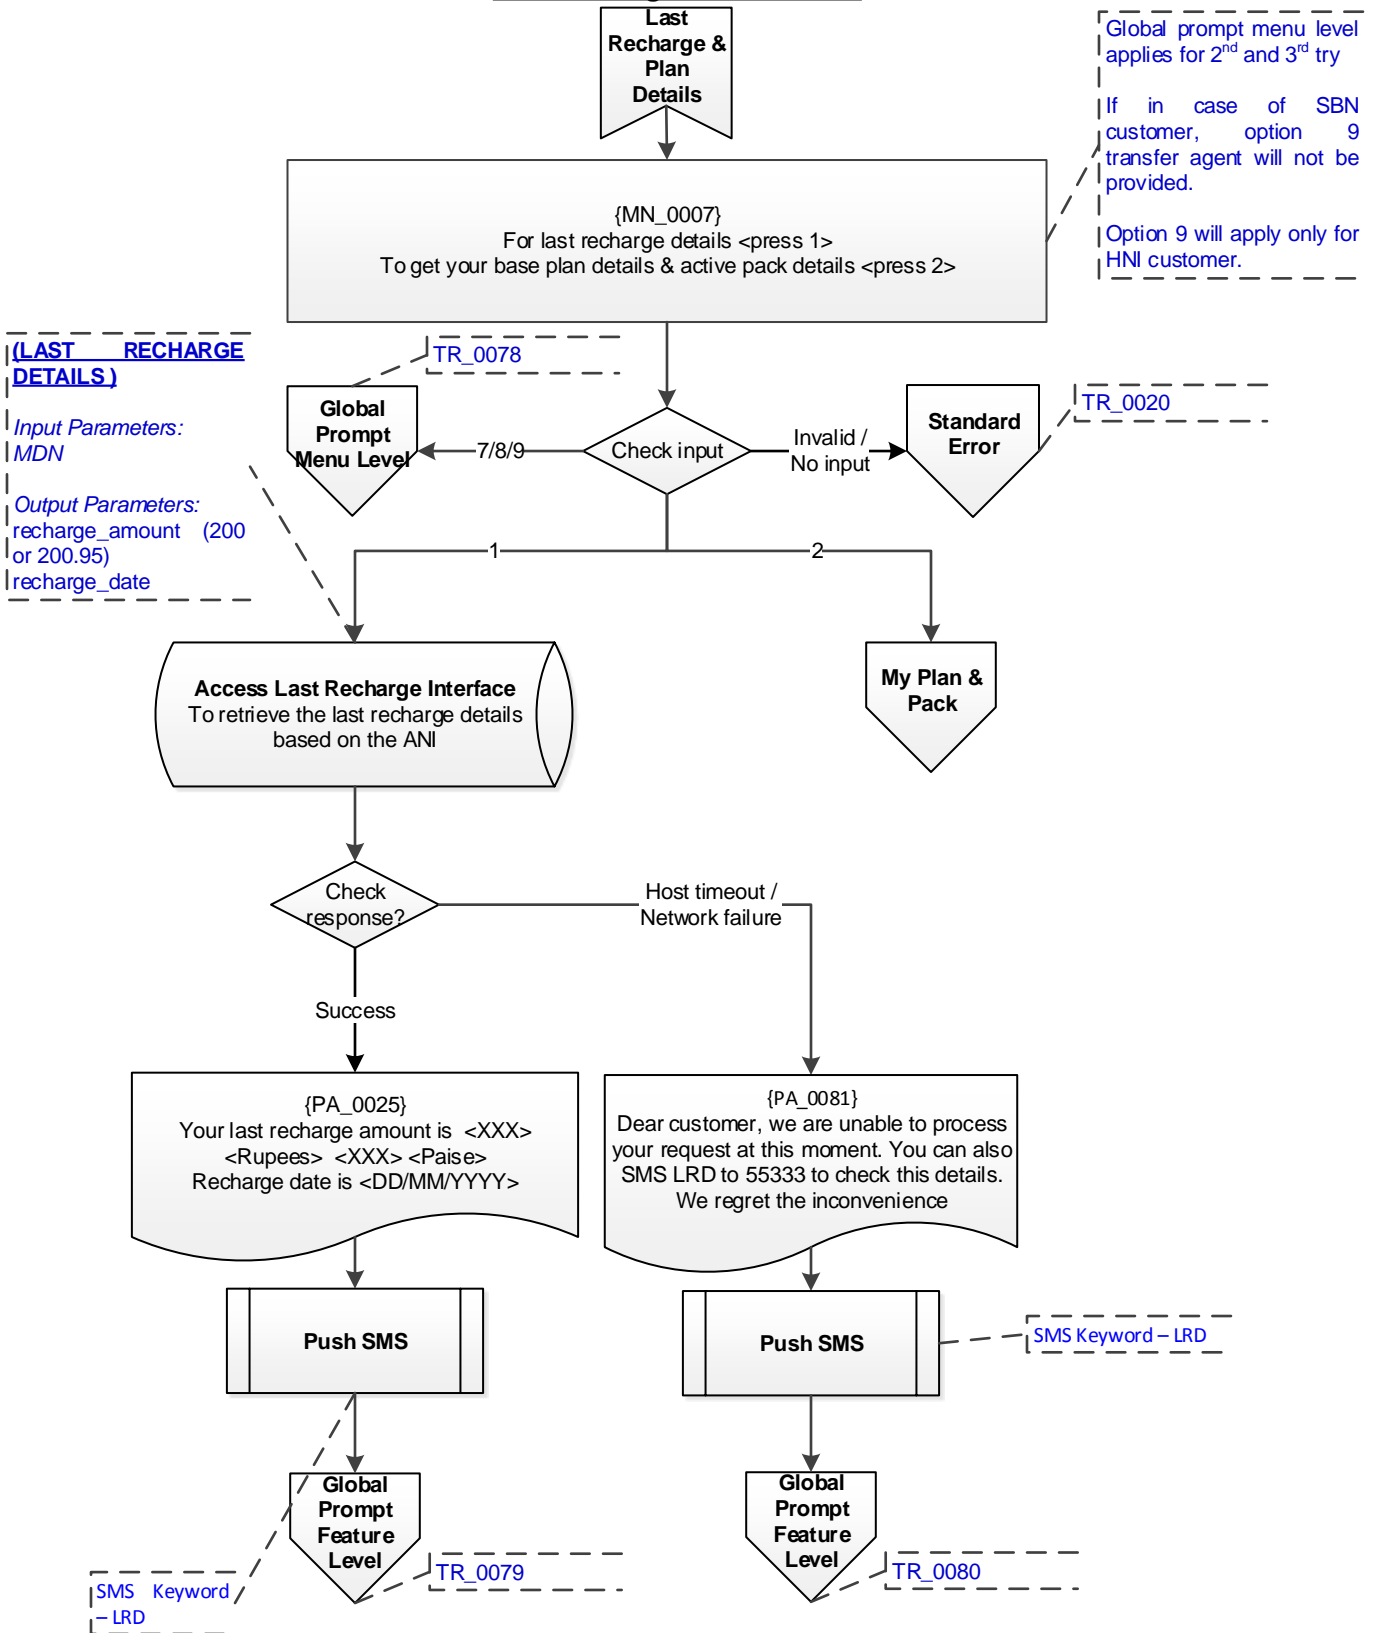 Last
Recharge &
Plan
Details
Global prompt menu level
applies for 2nd and 3rd try
If in case of SBN
customer, option 9
transfer agent will not be
provided.
Option 9 will apply only for
HNI customer.
{MN_0007}
For last recharge details <press 1>
To get your base plan details & active pack details <press 2>
(LAST RECHARGE
DETAILS )
Input Parameters:
MDN
Output Parameters:
recharge_amount (200
or 200.95)
recharge_date
TR_0078
Global
Prompt
Menu Level
7/8/9
Check input
Invalid /
No input
Standard
Error
TR_0020
1
2
Access Last Recharge Interface
To retrieve the last recharge details
based on the ANI
My Plan &
Pack
Check
response?
Host timeout /
Network failure
Success
{PA_0025}
Your last recharge amount is <XXX>
<Rupees> <XXX> <Paise>
Recharge date is <DD/MM/YYYY>
{PA_0081}
Dear customer, we are unable to process
your request at this moment. You can also
SMS LRD to 55333 to check this details.
We regret the inconvenience
Push SMS
Push SMS
SMS Keyword – LRD
Global
Prompt
Feature
Level
TR_0079
Global
Prompt
Feature
Level
TR_0080
SMS Keyword
– LRD